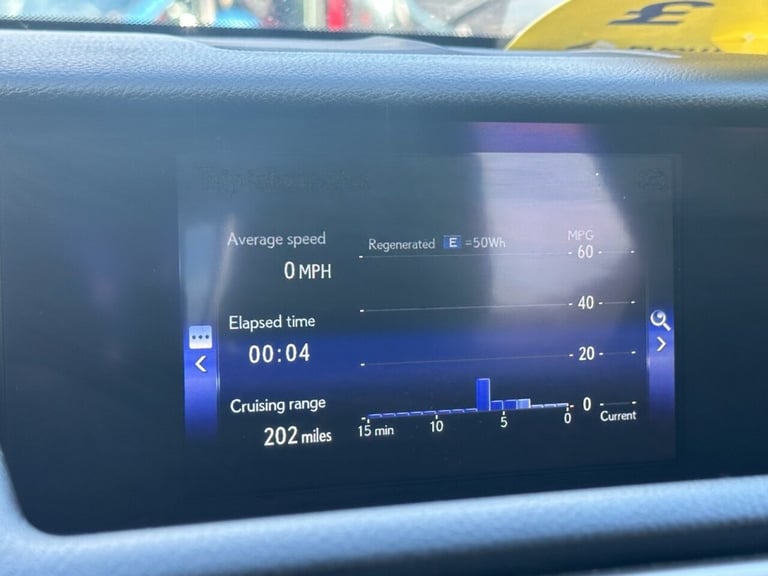 £
Average speed
0 MPH
Elapsed time
00:04
Cruising range
202 miles
Regenerated E =50Wh
MPG
60
40
20
0
15 min 10 5 0 Current